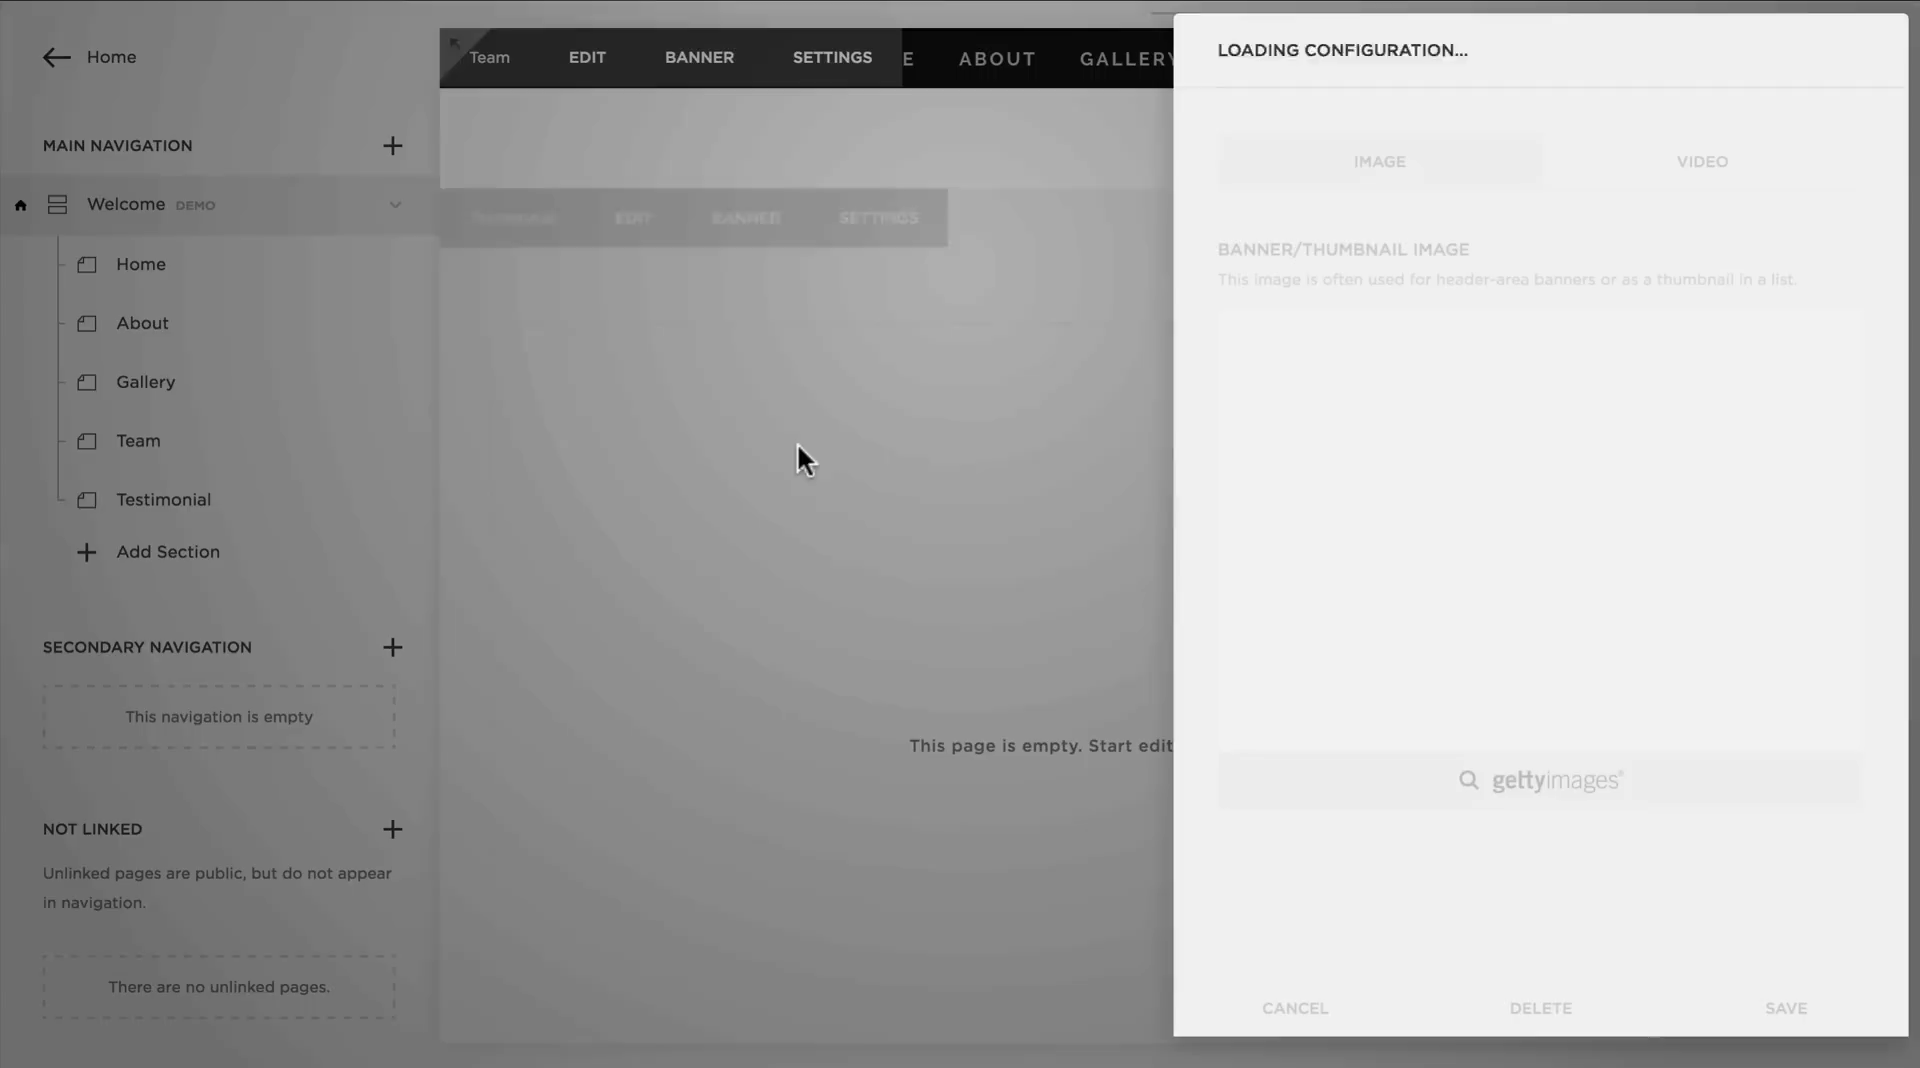 Home
MAIN NAVIGATION
Welcome DEMO
Home
About
Gallery
Team
Testimonial
Add Section
SECONDARY NAVIGATION
This navigation is empty
NOT LINKED
Unlinked pages are public, but do not appear
in navigation.
There are no unlinked pages.
Team EDIT BANNER SETTINGS E ABOUT GALLERY
EDIT BANNER SETTINGS
This page is empty. Start edit
LOADING CONFIGURATION...
IMAGE VIDEO
BANNER/THUMBNAIL IMAGE
This image is often used for header-area banners or as a thumbnail in a list.
gettyimages®
CANCEL DELETE SAVE